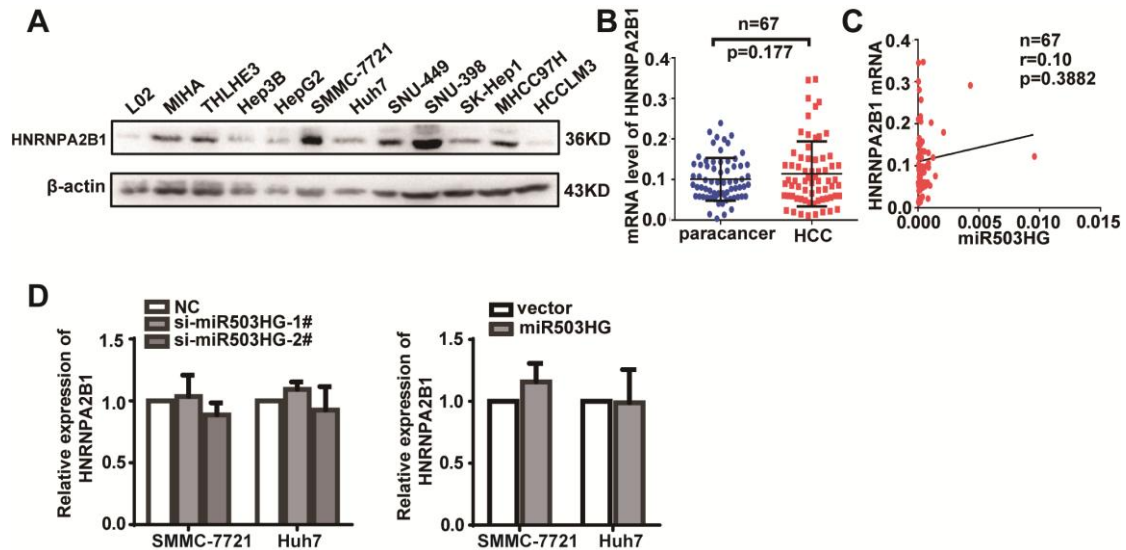 A
L02
MIHA
THLHE3
Hep3B
HepG2
SMMC-7721
Huh7
SNU-449
SNU-398
SK-Hep1
MHCC97H
HCCLM3
HNRNPA2B1
36KD
β-actin
43KD
B
n=67
p=0.177
mRNA level of HNRNPA2B1
0.4
0.3
0.2
0.1
0.0
paracancer
HCC
C
n=67
r=0.10
p=0.3882
HNRNPA2B1 mRNA
0.4
0.3
0.2
0.1
0.0
0.000
0.005
0.010
0.015
miR503HG
D
NC
si-miR503HG-1#
si-miR503HG-2#
Relative expression of
HNRNPA2B1
1.5
1.0
0.5
0.0
SMMC-7721
Huh7
vector
miR503HG
Relative expression of
HNRNPA2B1
1.5
1.0
0.5
0.0
SMMC-7721
Huh7